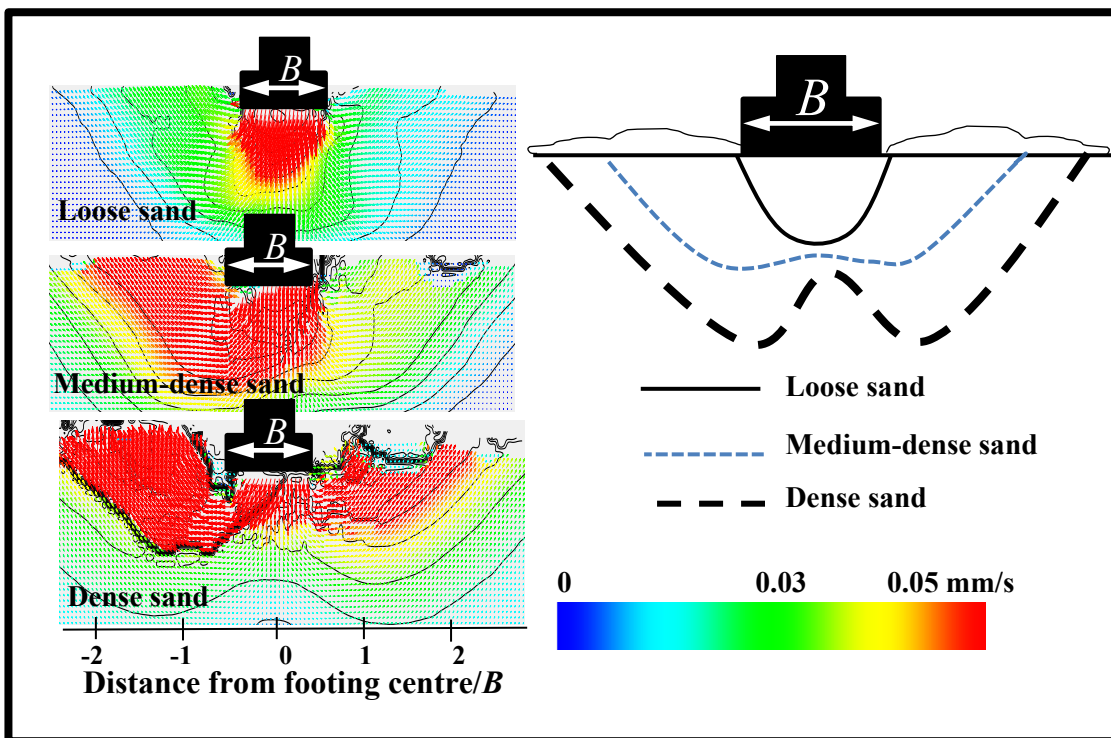 B
Loose sand
B
Medium-dense sand
B
Dense sand
-2 -1 0 1 2
Distance from footing centre/B
B
Loose sand
Medium-dense sand
Dense sand
0 0.03 0.05 mm/s